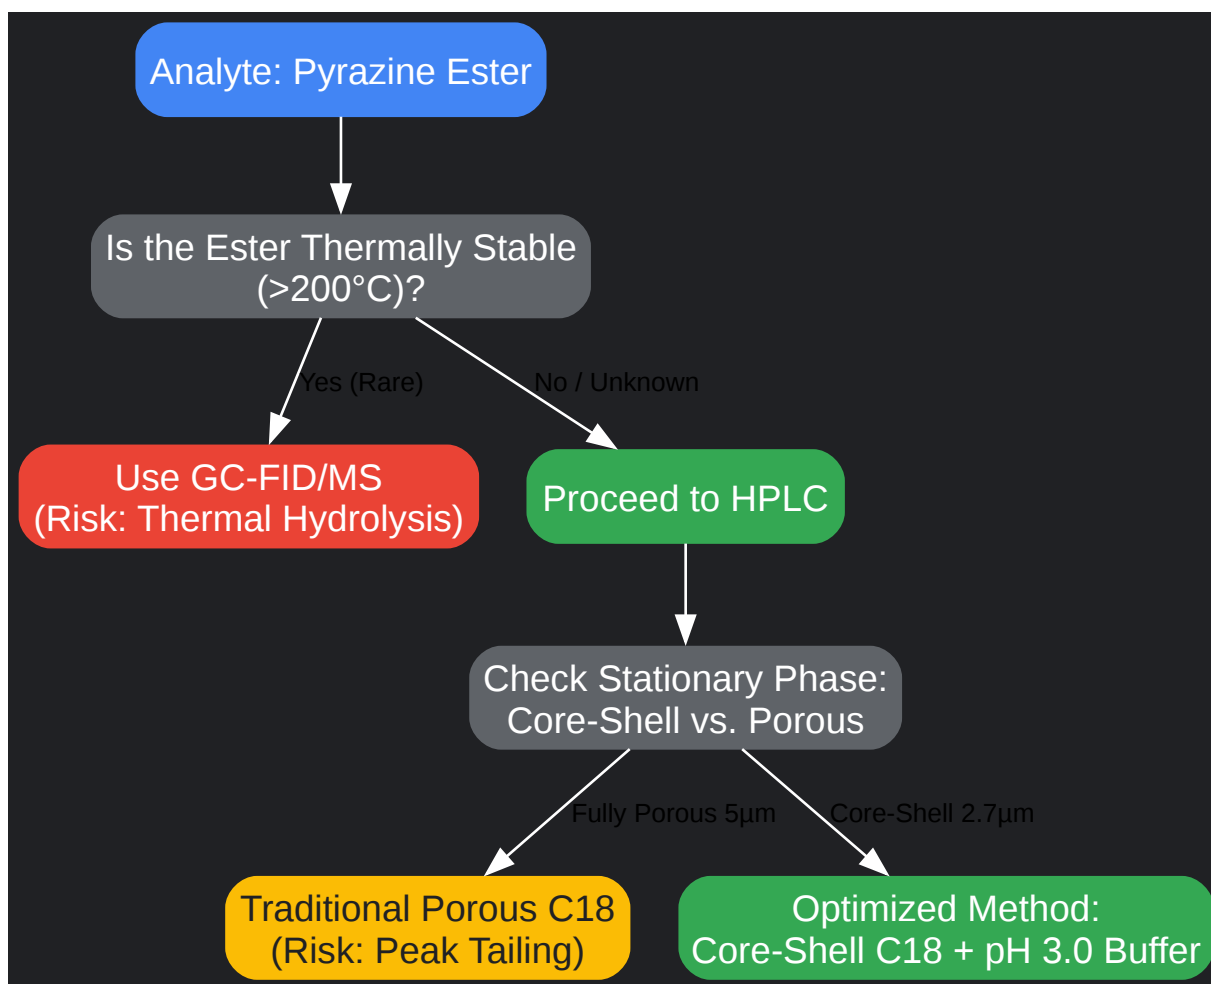 Analyte: Pyrazine Ester
Is the Ester Thermally Stable
(>200°C)?
Yes (Rare)
No / Unknown
Use GC-FID/MS
(Risk: Thermal Hydrolysis)
Proceed to HPLC
Check Stationary Phase:
Core-Shell vs. Porous
Fully Porous 5µm
Core-Shell 2.7µm
Traditional Porous C18
(Risk: Peak Tailing)
Optimized Method:
Core-Shell C18 + pH 3.0 Buffer